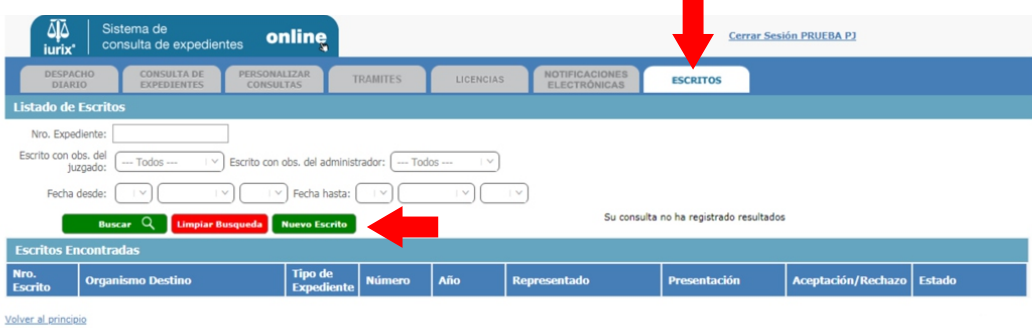 iurix®
Sistema de
consulta de expedientes
online
Cerrar Sesión PRUEBA PJ
DESPACHO DIARIO
CONSULTA DE EXPEDIENTES
PERSONALIZAR CONSULTAS
TRAMITES
LICENCIAS
NOTIFICACIONES ELECTRÓNICAS
ESCRITOS
Listado de Escritos
Nro. Expediente:
Escrito con obs. del juzgado: --- Todos --- Escrito con obs. del administrador: --- Todos ---
Fecha desde: Fecha hasta:
Buscar Limpiar Busqueda Nuevo Escrito
Su consulta no ha registrado resultados
Escritos Encontradas
Nro. Escrito Organismo Destino Tipo de Expediente Número Año Representado Presentación Aceptación/Rechazo Estado
Volver al principio